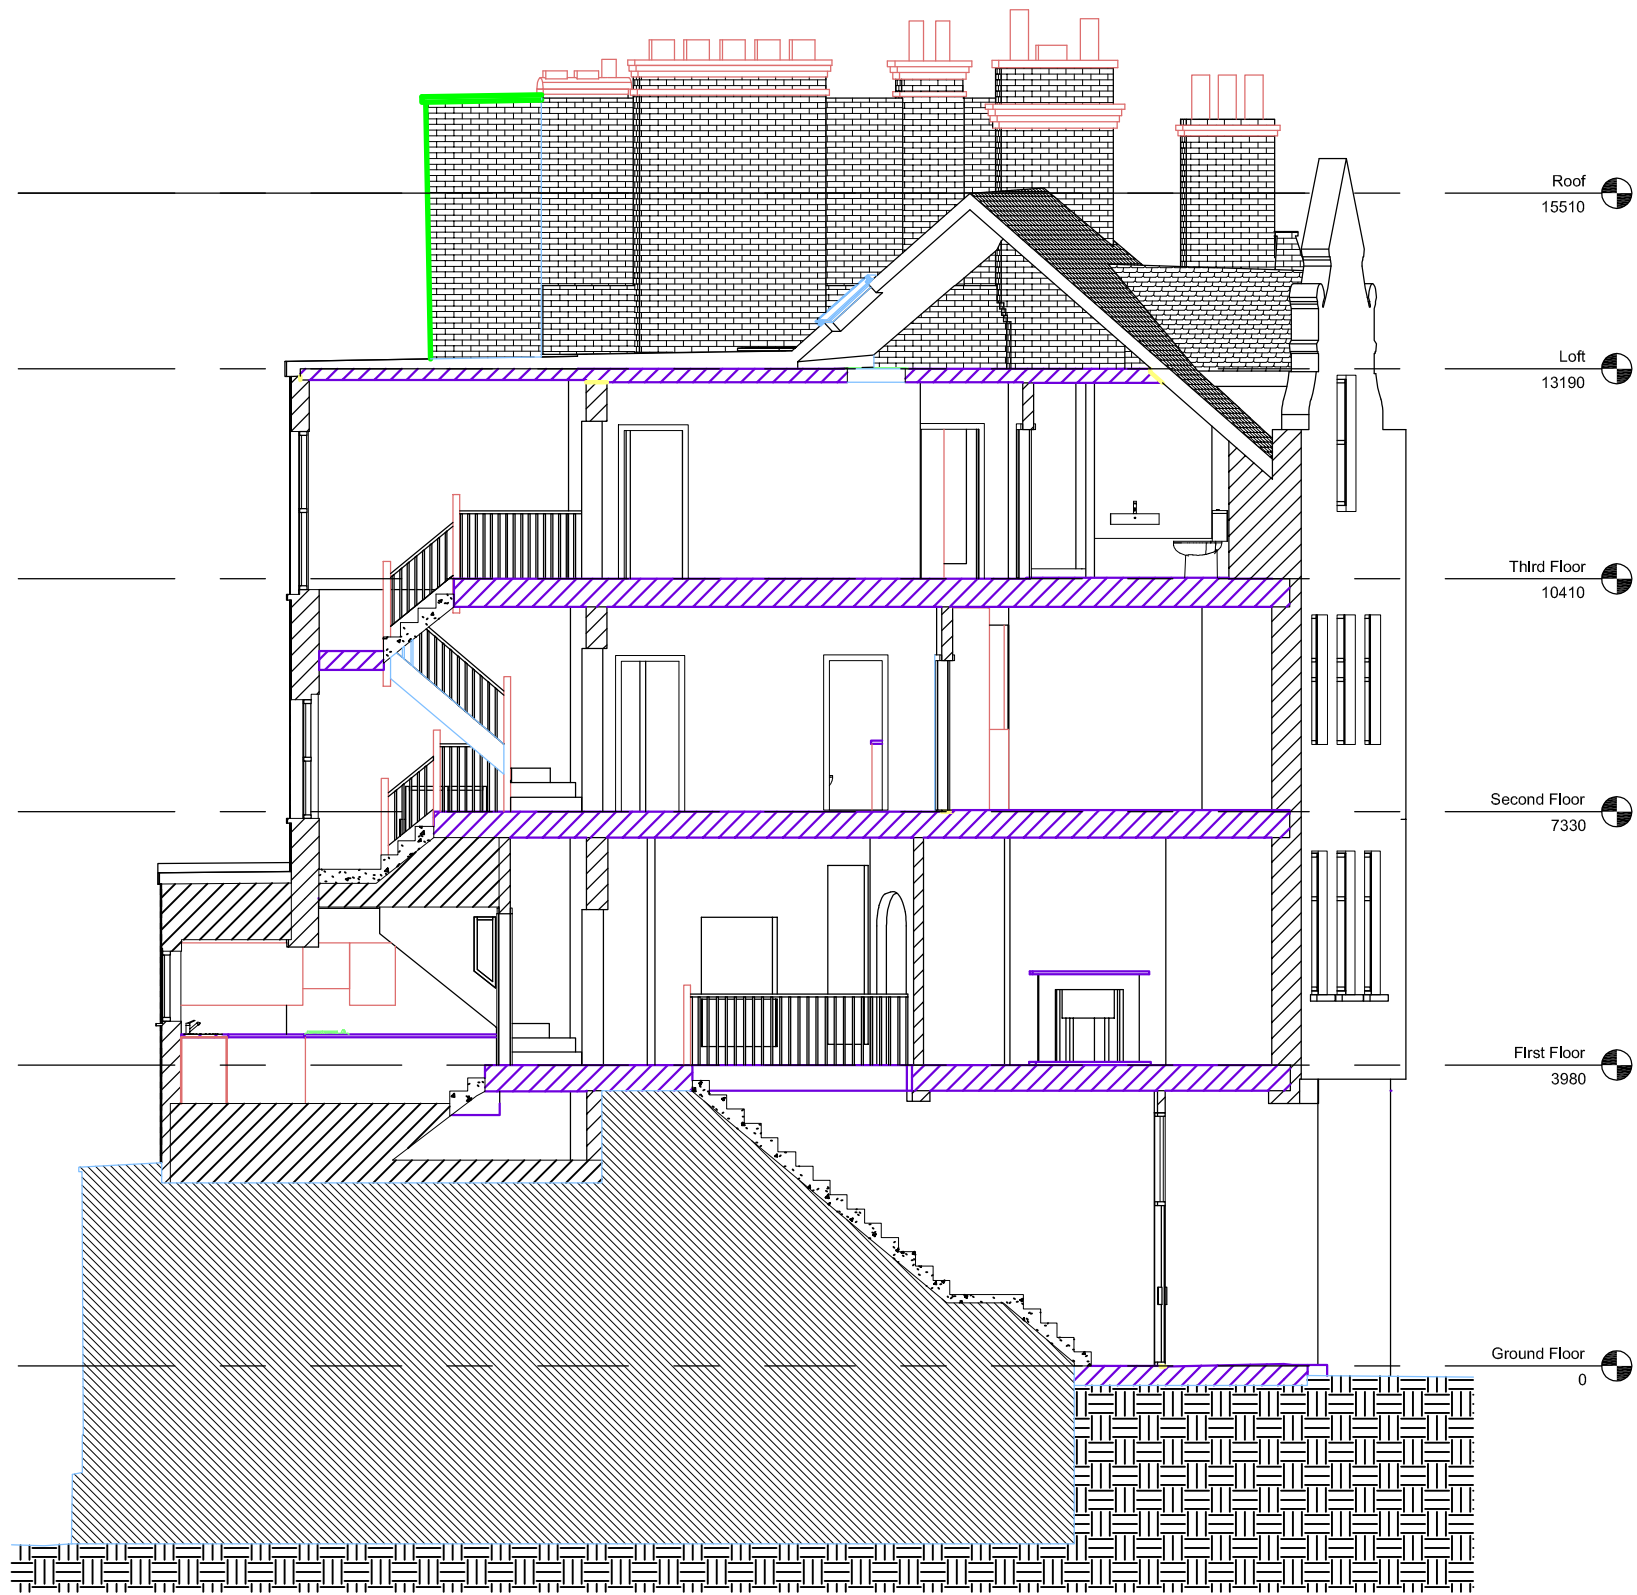 Roof
15510
Loft
13190
Third Floor
10410
Second Floor
7330
First Floor
3980
Ground Floor
0